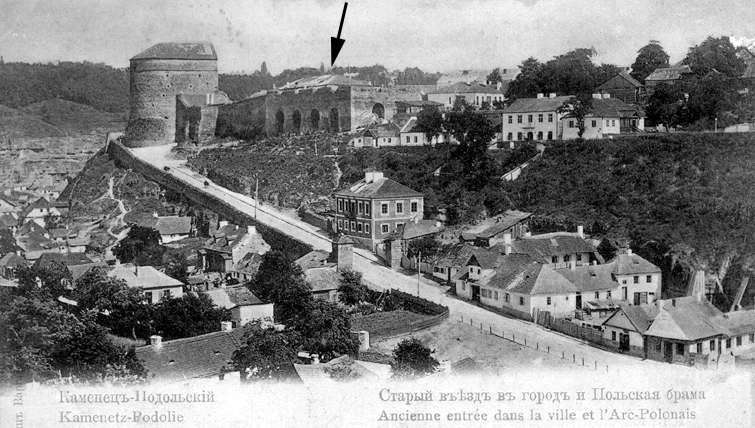 Каменецъ-Подольскій
Kamenetz-Podolie
Старый въѣздъ въ городъ и Польская брама
Ancienne entrée dans la ville et l'Arc-Polonais